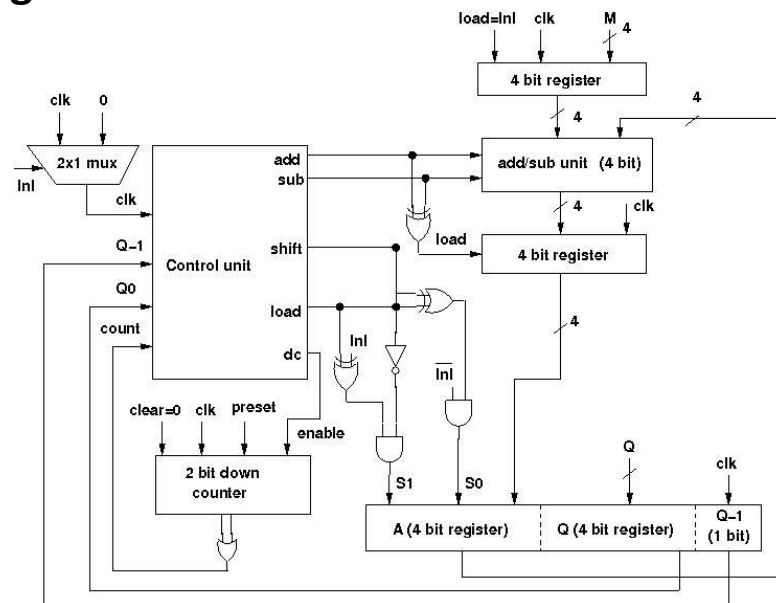 g
load=Inl clk M
4
4 bit register
4
4
clk 0
2x1 mux
Inl
clk
add
sub
add/sub unit (4 bit)
4
clk
load
4 bit register
Q–1
Control unit
shift
Q0
load
4
count
Inl
dc
Inl
clear=0 clk preset
enable
2 bit down
counter
S1
S0
Q
clk
A (4 bit register)
Q (4 bit register)
Q–1
(1 bit)